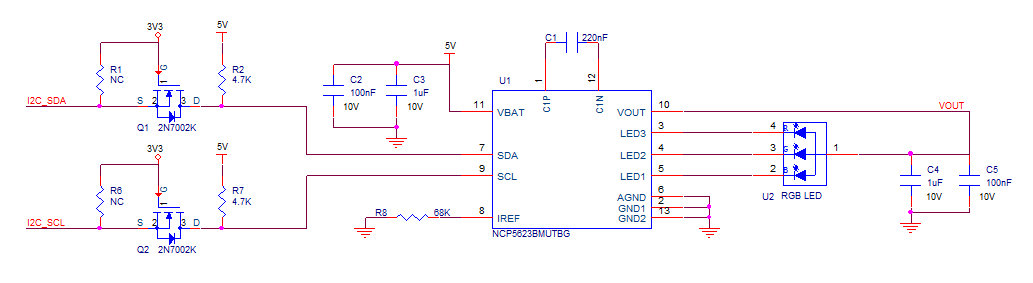 3V3
5V
R1
NC
G
1
R2
4.7K
I2C_SDA
S
2
3
D
Q1
2N7002K
3V3
5V
R6
NC
G
1
R7
4.7K
I2C_SCL
S
2
3
D
Q2
2N7002K
5V
C2
100nF
10V
C3
1uF
10V
C1
220nF
U1
1
12
C1P
C1N
11
VBAT
VOUT
10
VOUT
LED3
3
7
SDA
LED2
4
9
SCL
LED1
5
AGND
6
GND1
2
GND2
13
R8
68K
8
IREF
NCP5623BMUTBG
4
R
3
G
2
B
1
U2
RGB LED
C4
1uF
10V
C5
100nF
10V